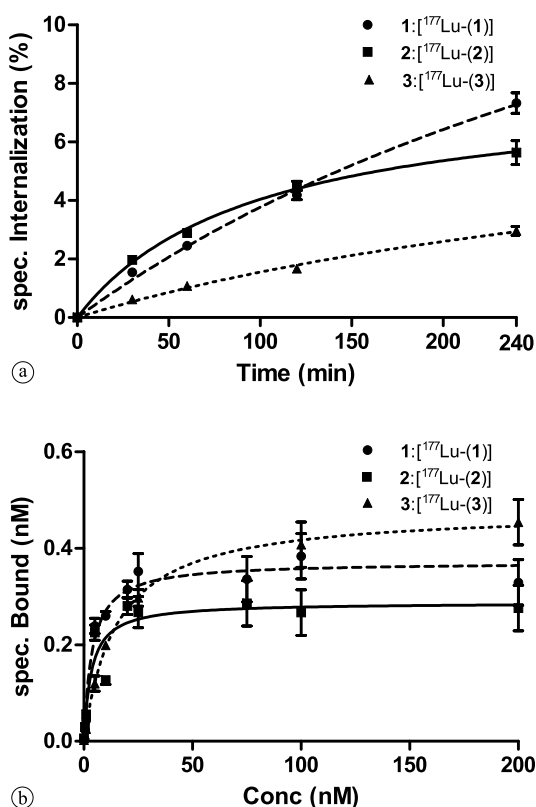 10
8
6
4
2
0
spec. Internalization (%)
1:[¹⁷⁷Lu-(1)]
2:[¹⁷⁷Lu-(2)]
3:[¹⁷⁷Lu-(3)]
0 50 100 150 200 240
Time (min)
a
0.6
0.4
0.2
0.0
spec. Bound (nM)
1:[¹⁷⁷Lu-(1)]
2:[¹⁷⁷Lu-(2)]
3:[¹⁷⁷Lu-(3)]
0 50 100 150 200
Conc (nM)
b